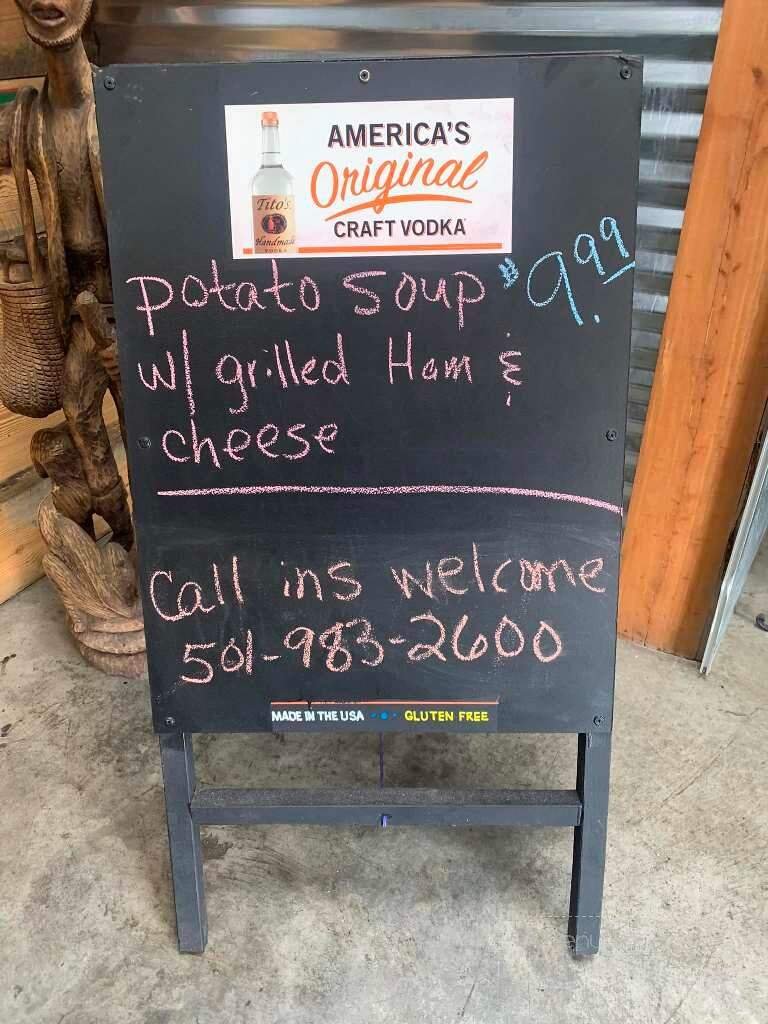 AMERICA'S
Original
CRAFT VODKA
Tito's
Handmade
VODKA
potato soup $9.99
w/ grilled Ham &
cheese
Call ins welcome
501-983-2600
MADE IN THE USA • • • GLUTEN FREE